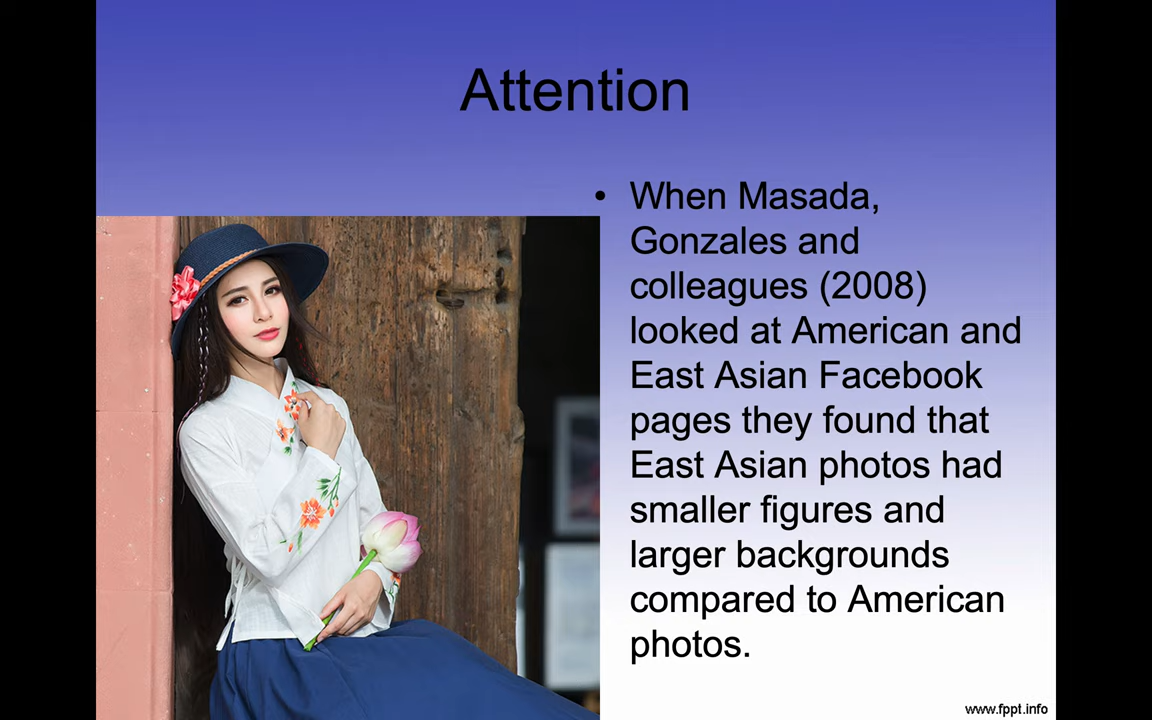 Attention
• When Masada,
Gonzales and
colleagues (2008)
looked at American and
East Asian Facebook
pages they found that
East Asian photos had
smaller figures and
larger backgrounds
compared to American
photos.
www.fppt.info